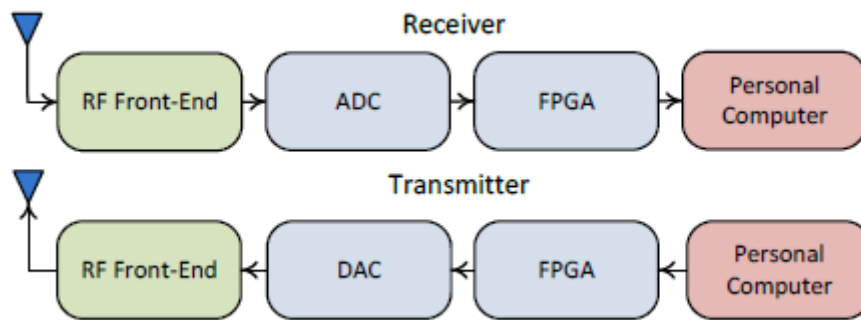 Receiver
RF Front-End
ADC
FPGA
Personal
Computer
Transmitter
RF Front-End
DAC
FPGA
Personal
Computer